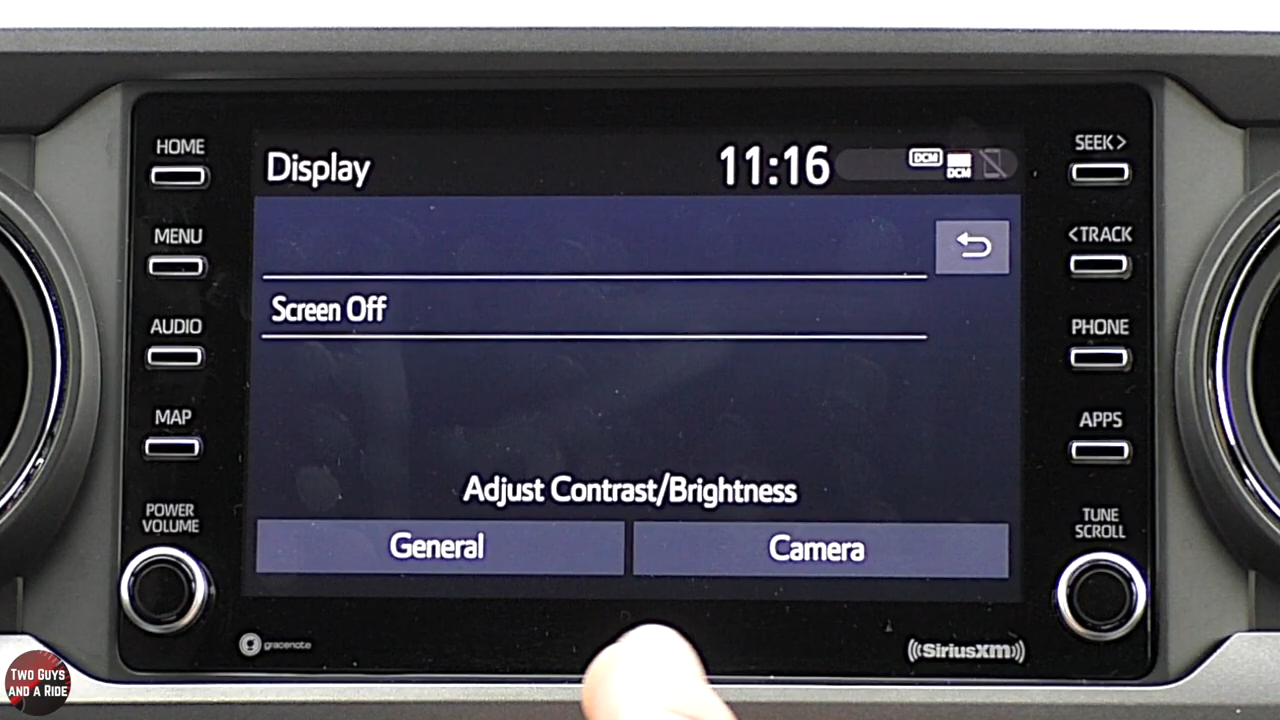 HOME
MENU
AUDIO
MAP
POWER
VOLUME
Display
11:16
DCM
DCM
Screen Off
Adjust Contrast/Brightness
General
Camera
SEEK>
<TRACK
PHONE
APPS
TUNE
SCROLL
gracenote
((SiriusXM))
TWO GUYS
AND A RIDE